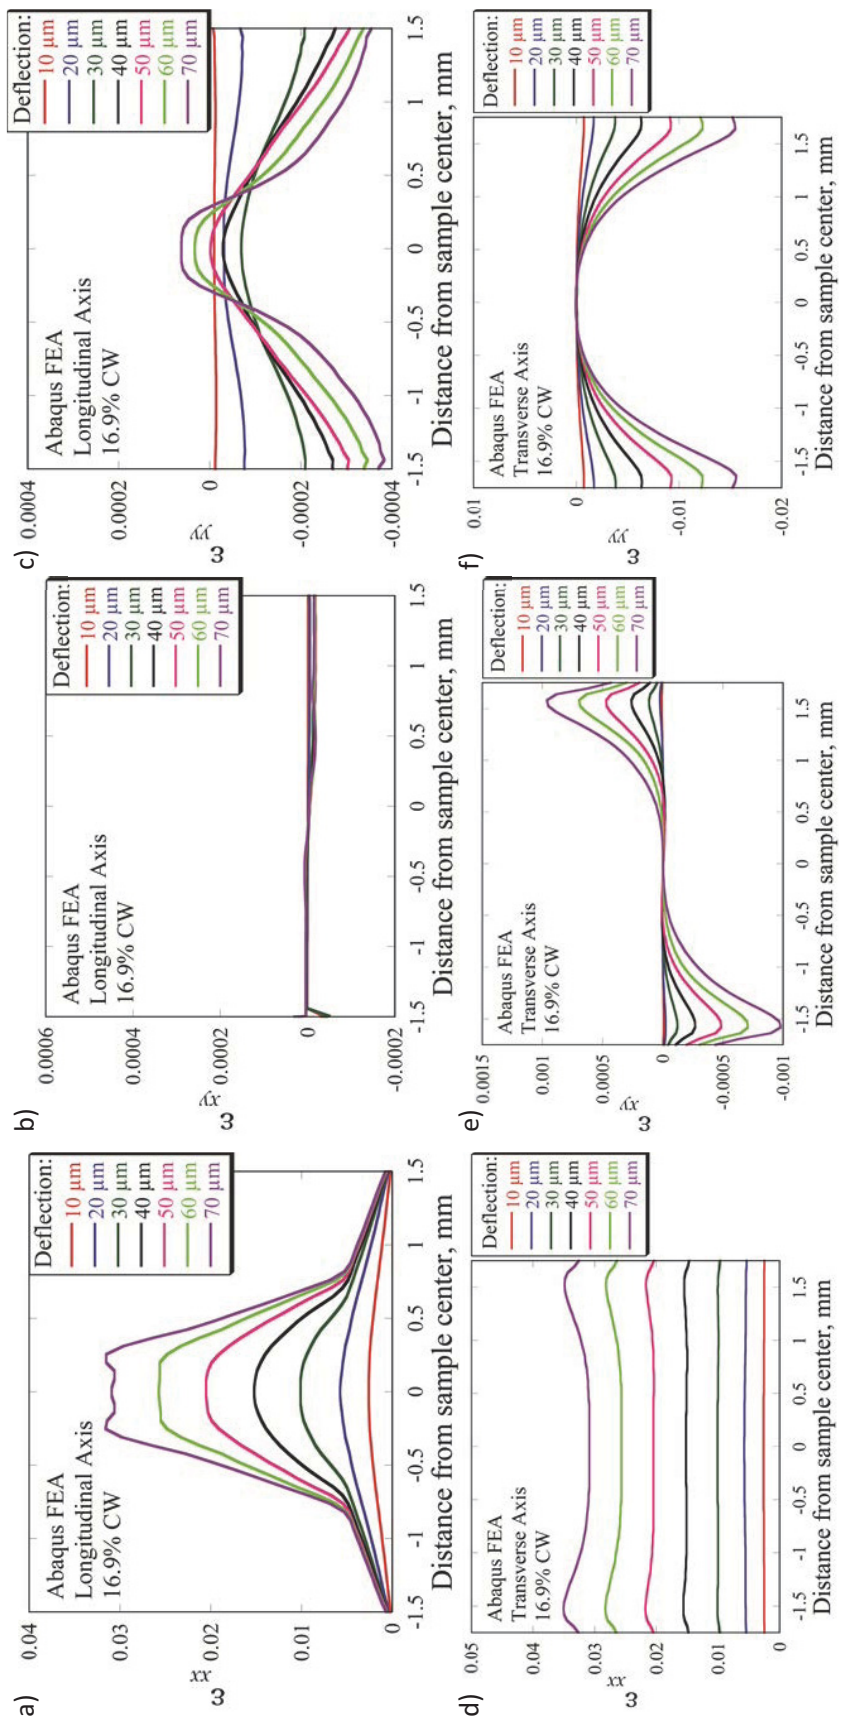 a)
Abaqus FEA
Longitudinal Axis
16.9% CW
Deflection:
10 µm
20 µm
30 µm
40 µm
50 µm
60 µm
70 µm
0.04
0.03
0.02
0.01
0
ε xx
-1.5 -1 -0.5 0 0.5 1 1.5
Distance from sample center, mm
b)
Abaqus FEA
Longitudinal Axis
16.9% CW
Deflection:
10 µm
20 µm
30 µm
40 µm
50 µm
60 µm
70 µm
0.0006
0.0004
0.0002
0
-0.0002
ε xy
-1.5 -1 -0.5 0 0.5 1 1.5
Distance from sample center, mm
c)
Abaqus FEA
Longitudinal Axis
16.9% CW
Deflection:
10 µm
20 µm
30 µm
40 µm
50 µm
60 µm
70 µm
0.0004
0.0002
0
-0.0002
-0.0004
ε yy
-1.5 -1 -0.5 0 0.5 1 1.5
Distance from sample center, mm
d)
Abaqus FEA
Transverse Axis
16.9% CW
Deflection:
10 µm
20 µm
30 µm
40 µm
50 µm
60 µm
70 µm
0.05
0.04
0.03
0.02
0.01
0
ε xx
-1.5 -1 -0.5 0 0.5 1 1.5
Distance from sample center, mm
e)
Abaqus FEA
Transverse Axis
16.9% CW
Deflection:
10 µm
20 µm
30 µm
40 µm
50 µm
60 µm
70 µm
0.0015
0.001
0.0005
0
-0.0005
-0.001
ε xy
-1.5 -1 -0.5 0 0.5 1 1.5
Distance from sample center, mm
f)
Abaqus FEA
Transverse Axis
16.9% CW
Deflection:
10 µm
20 µm
30 µm
40 µm
50 µm
60 µm
70 µm
0.01
0
-0.01
-0.02
ε yy
-1.5 -1 -0.5 0 0.5 1 1.5
Distance from sample center, mm